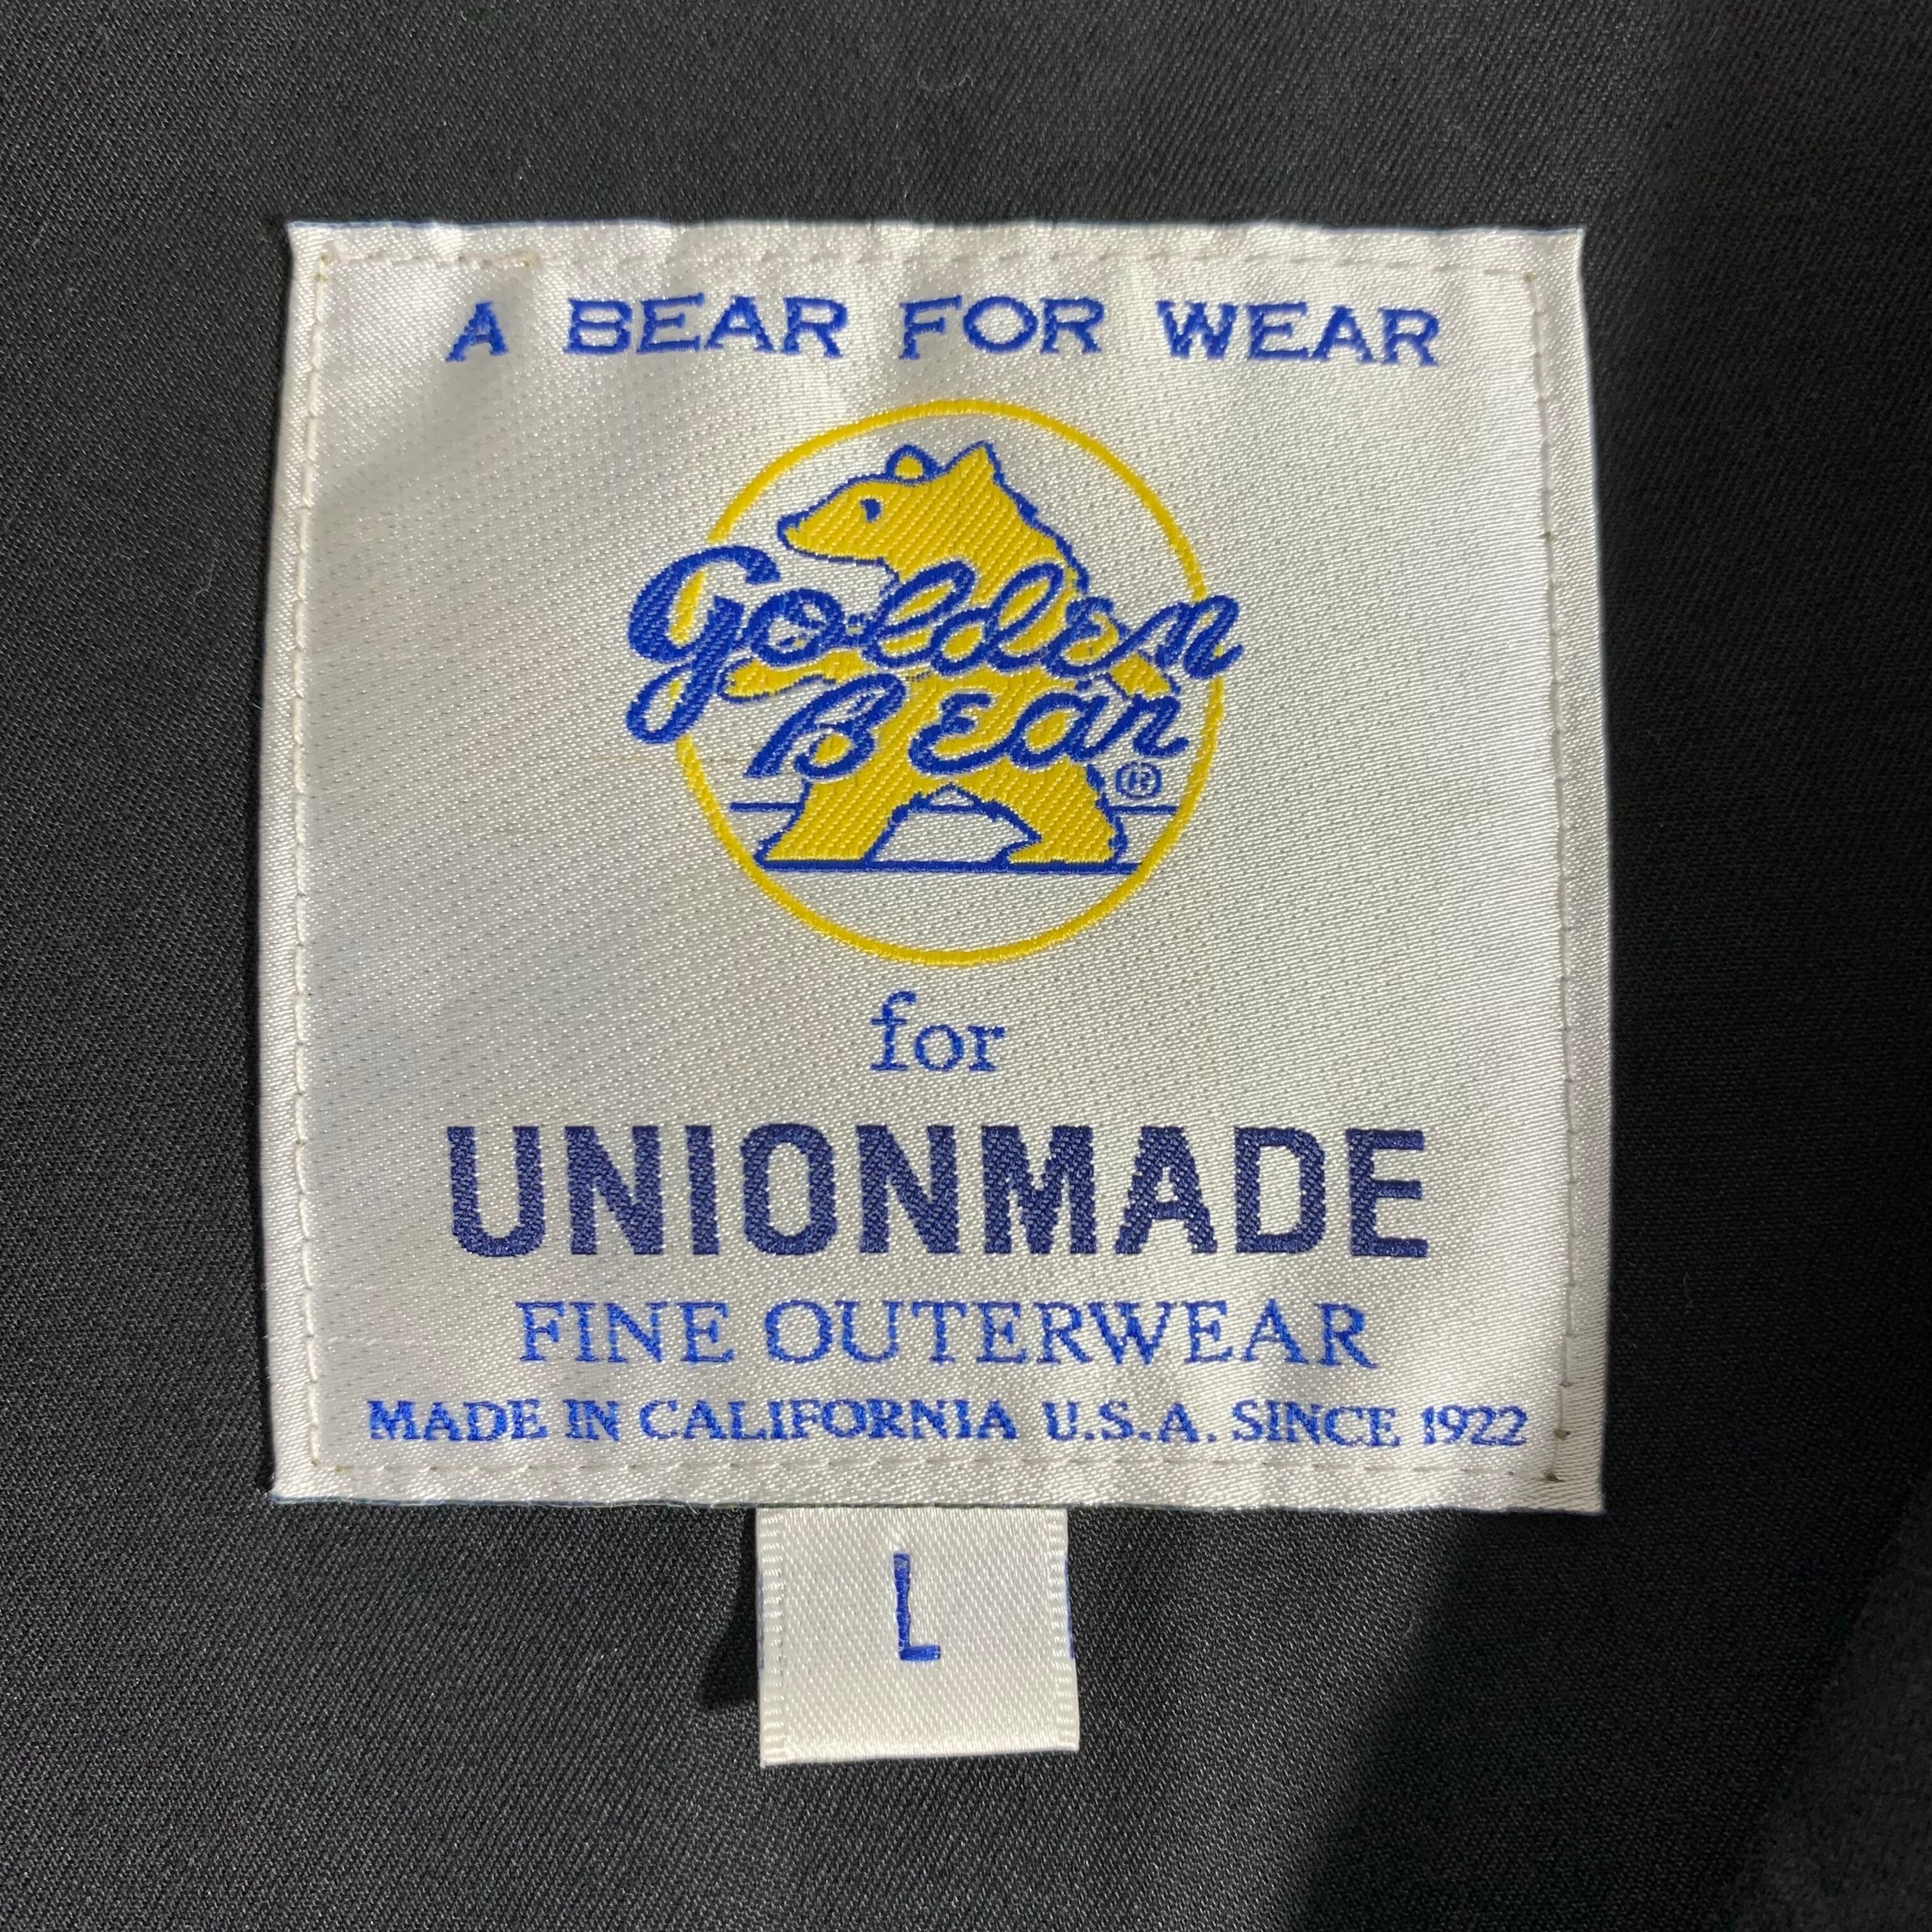 A BEAR FOR WEAR
Golden
Bear ®
for
UNIONMADE
FINE OUTERWEAR
MADE IN CALIFORNIA U.S.A. SINCE 1922
L